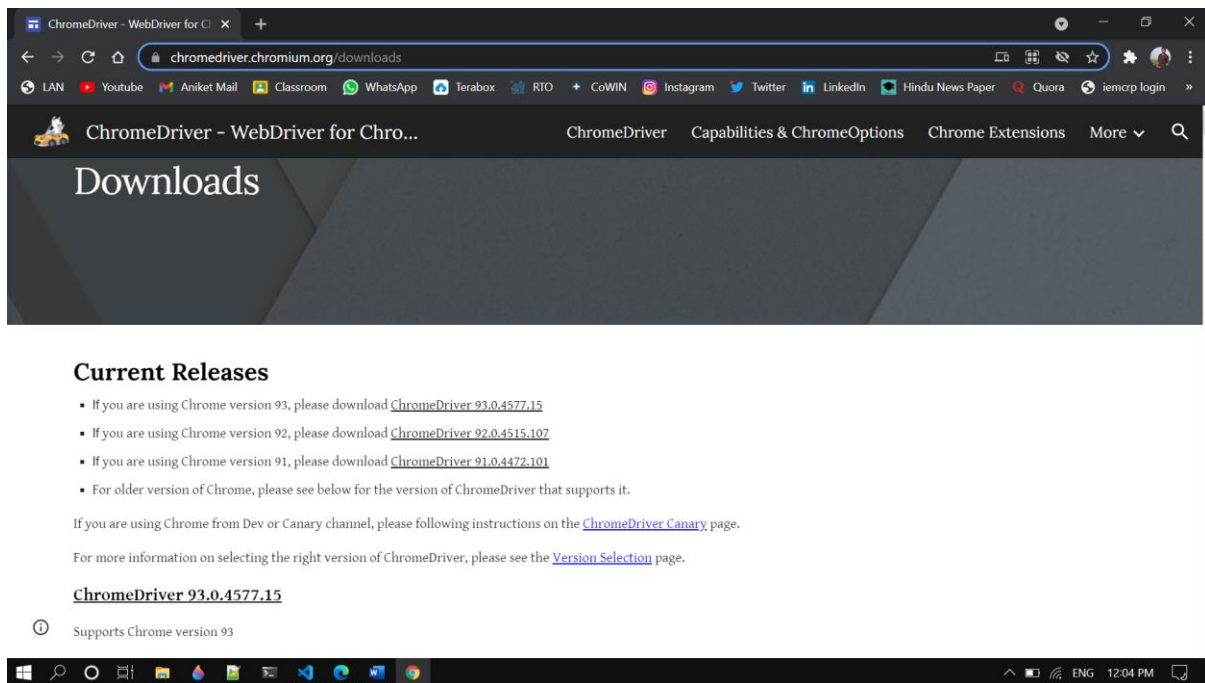 ChromeDriver - WebDriver for Cl
chromedriver.chromium.org/downloads
LAN Youtube Aniket Mail Classroom WhatsApp Terabox RTO CoWIN Instagram Twitter LinkedIn Hindu News Paper Quora iemcrp login »
ChromeDriver - WebDriver for Chro... ChromeDriver Capabilities & ChromeOptions Chrome Extensions More
Downloads
Current Releases
▪ If you are using Chrome version 93, please download ChromeDriver 93.0.4577.15
▪ If you are using Chrome version 92, please download ChromeDriver 92.0.4515.107
▪ If you are using Chrome version 91, please download ChromeDriver 91.0.4472.101
▪ For older version of Chrome, please see below for the version of ChromeDriver that supports it.
If you are using Chrome from Dev or Canary channel, please following instructions on the ChromeDriver Canary page.
For more information on selecting the right version of ChromeDriver, please see the Version Selection page.
ChromeDriver 93.0.4577.15
Supports Chrome version 93
ENG 12:04 PM